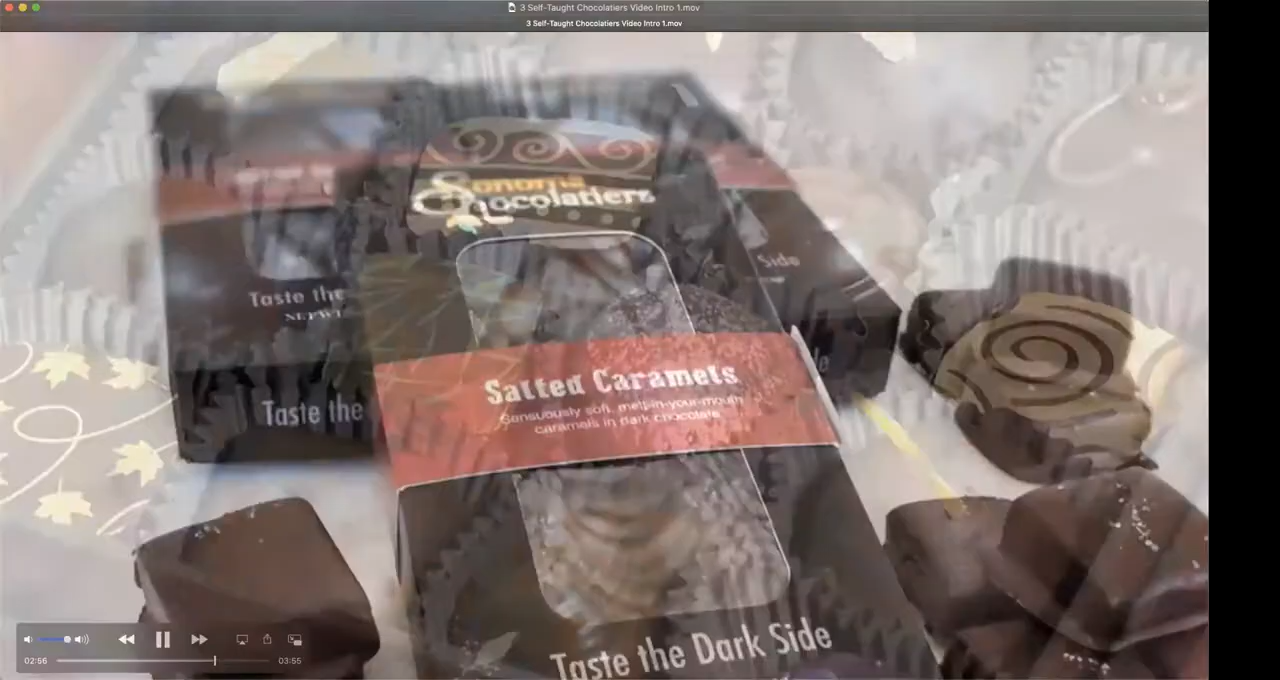 3 Self-Taught Chocolatiers Video Intro 1.mov
3 Self-Taught Chocolatiers Video Intro 1.mov
Sonoma
Chocolatiers
Side
Taste the
Taste the
Salted Caramels
Sensuously soft, melt-in-your-mouth
caramels in dark chocolate
Taste the Dark Side
02:56
03:55